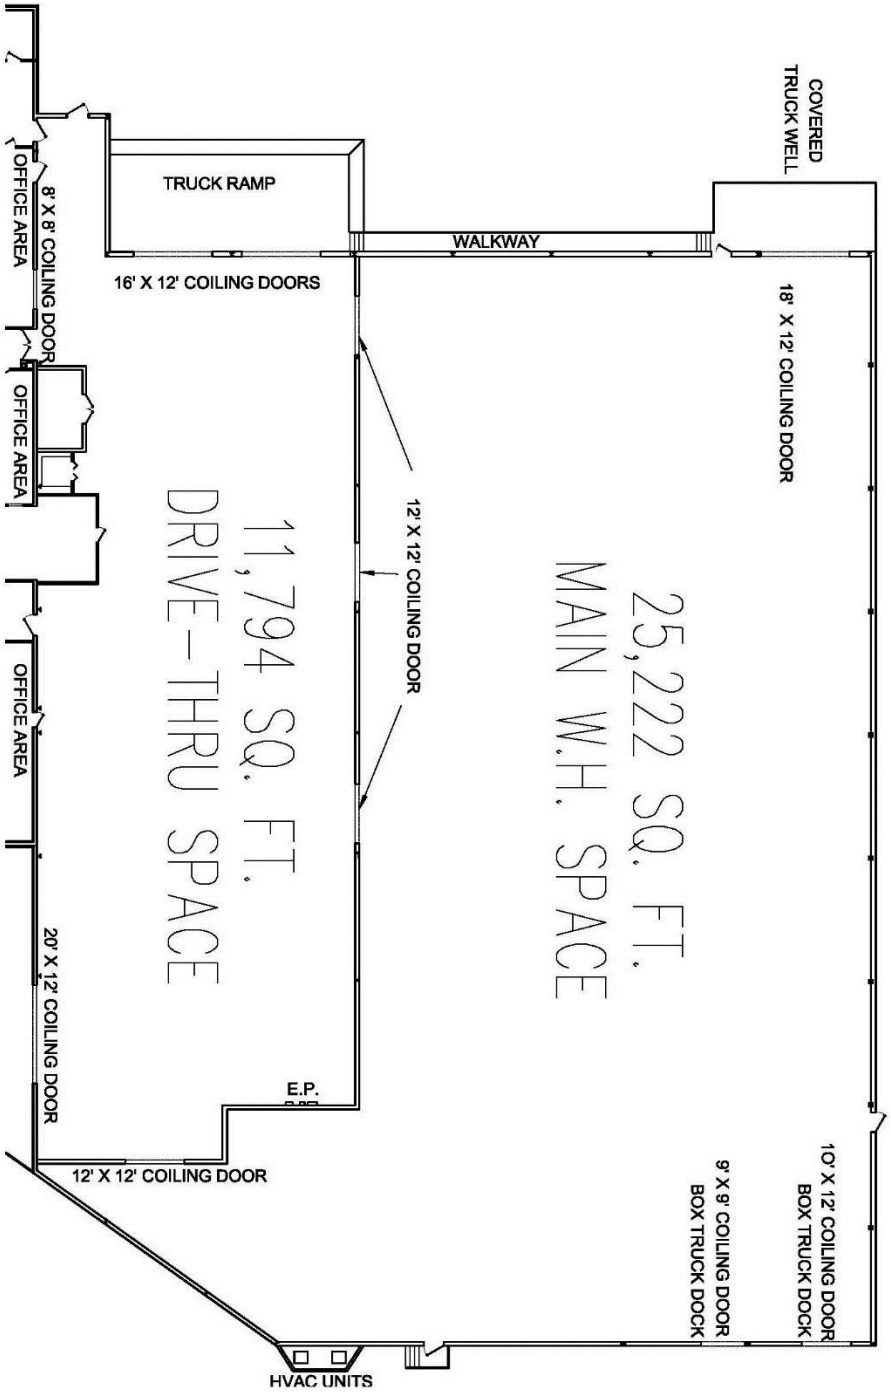 COVERED
TRUCK WELL
TRUCK RAMP
WALKWAY
OFFICE AREA
8' X 8' COILING DOOR
16' X 12' COILING DOORS
18' X 12' COILING DOOR
OFFICE AREA
12' X 12' COILING DOOR
11,794 SQ. FT.
DRIVE-THRU SPACE
25,222 SQ. FT.
MAIN W.H. SPACE
OFFICE AREA
20' X 12' COILING DOOR
E.P.
12' X 12' COILING DOOR
10' X 12' COILING DOOR
BOX TRUCK DOCK
9' X 9' COILING DOOR
BOX TRUCK DOCK
HVAC UNITS